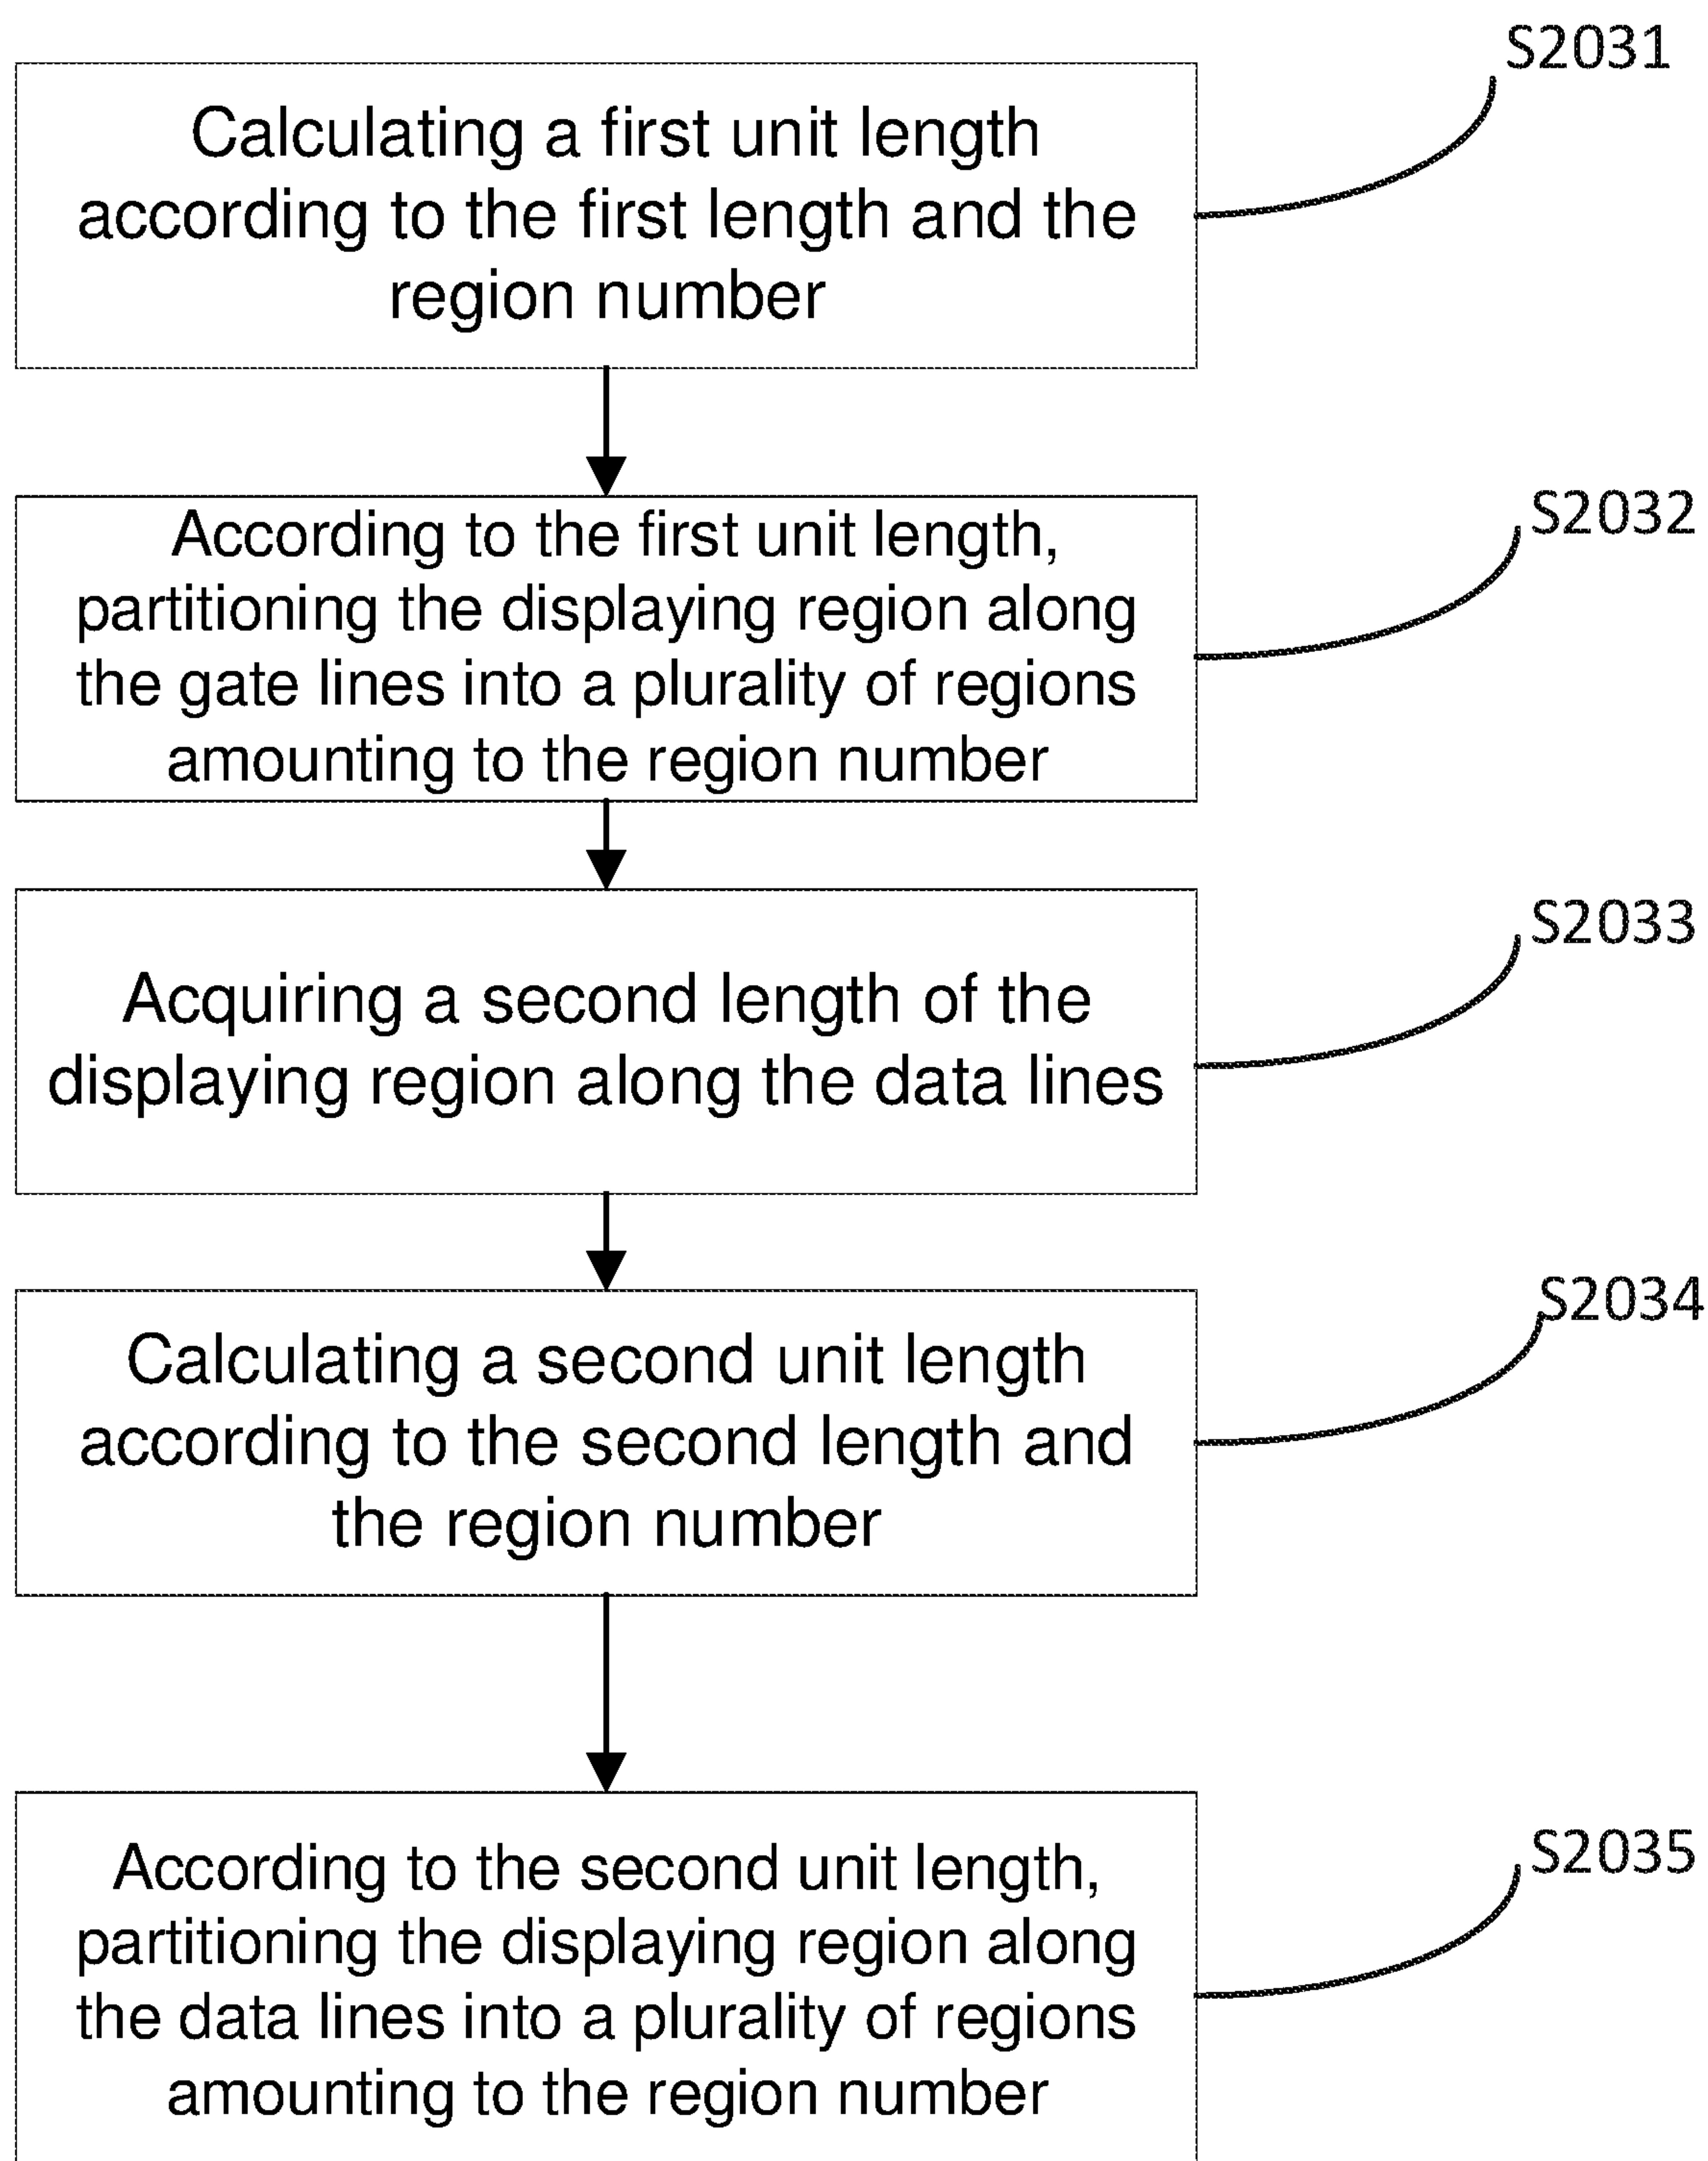 S2031
Calculating a first unit length
according to the first length and the
region number
S2032
According to the first unit length,
partitioning the displaying region along
the gate lines into a plurality of regions
amounting to the region number
S2033
Acquiring a second length of the
displaying region along the data lines
S2034
Calculating a second unit length
according to the second length and
the region number
S2035
According to the second unit length,
partitioning the displaying region along
the data lines into a plurality of regions
amounting to the region number